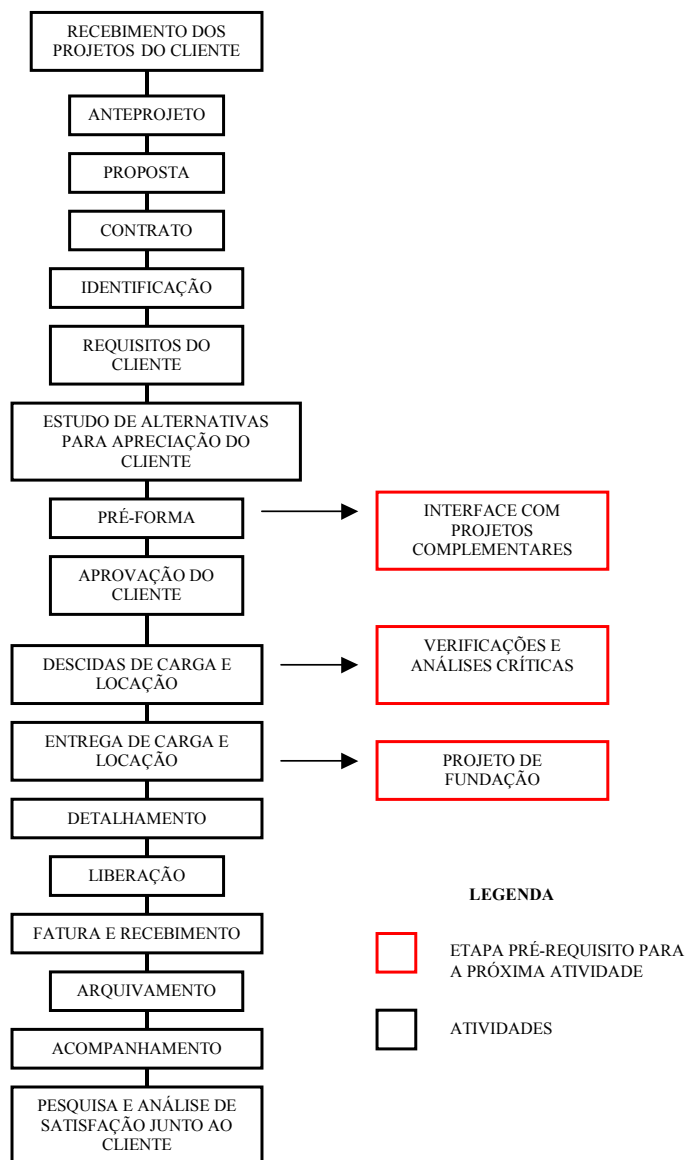 RECEBIMENTO DOS
PROJETOS DO CLIENTE
ANTEPROJETO
PROPOSTA
CONTRATO
IDENTIFICAÇÃO
REQUISITOS DO
CLIENTE
ESTUDO DE ALTERNATIVAS
PARA APRECIAÇÃO DO
CLIENTE
PRÉ-FORMA
INTERFACE COM
PROJETOS
COMPLEMENTARES
APROVAÇÃO DO
CLIENTE
DESCIDAS DE CARGA E
LOCAÇÃO
VERIFICAÇÕES E
ANÁLISES CRÍTICAS
ENTREGA DE CARGA E
LOCAÇÃO
PROJETO DE
FUNDAÇÃO
DETALHAMENTO
LIBERAÇÃO
FATURA E RECEBIMENTO
ARQUIVAMENTO
ACOMPANHAMENTO
PESQUISA E ANÁLISE DE
SATISFAÇÃO JUNTO AO
CLIENTE
LEGENDA
ETAPA PRÉ-REQUISITO PARA
A PRÓXIMA ATIVIDADE
ATIVIDADES